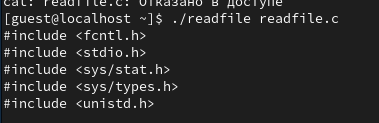 cat: readfile.c: Отказано в доступе
[guest@localhost ~]$ ./readfile readfile.c
#include <fcntl.h>
#include <stdio.h>
#include <sys/stat.h>
#include <sys/types.h>
#include <unistd.h>